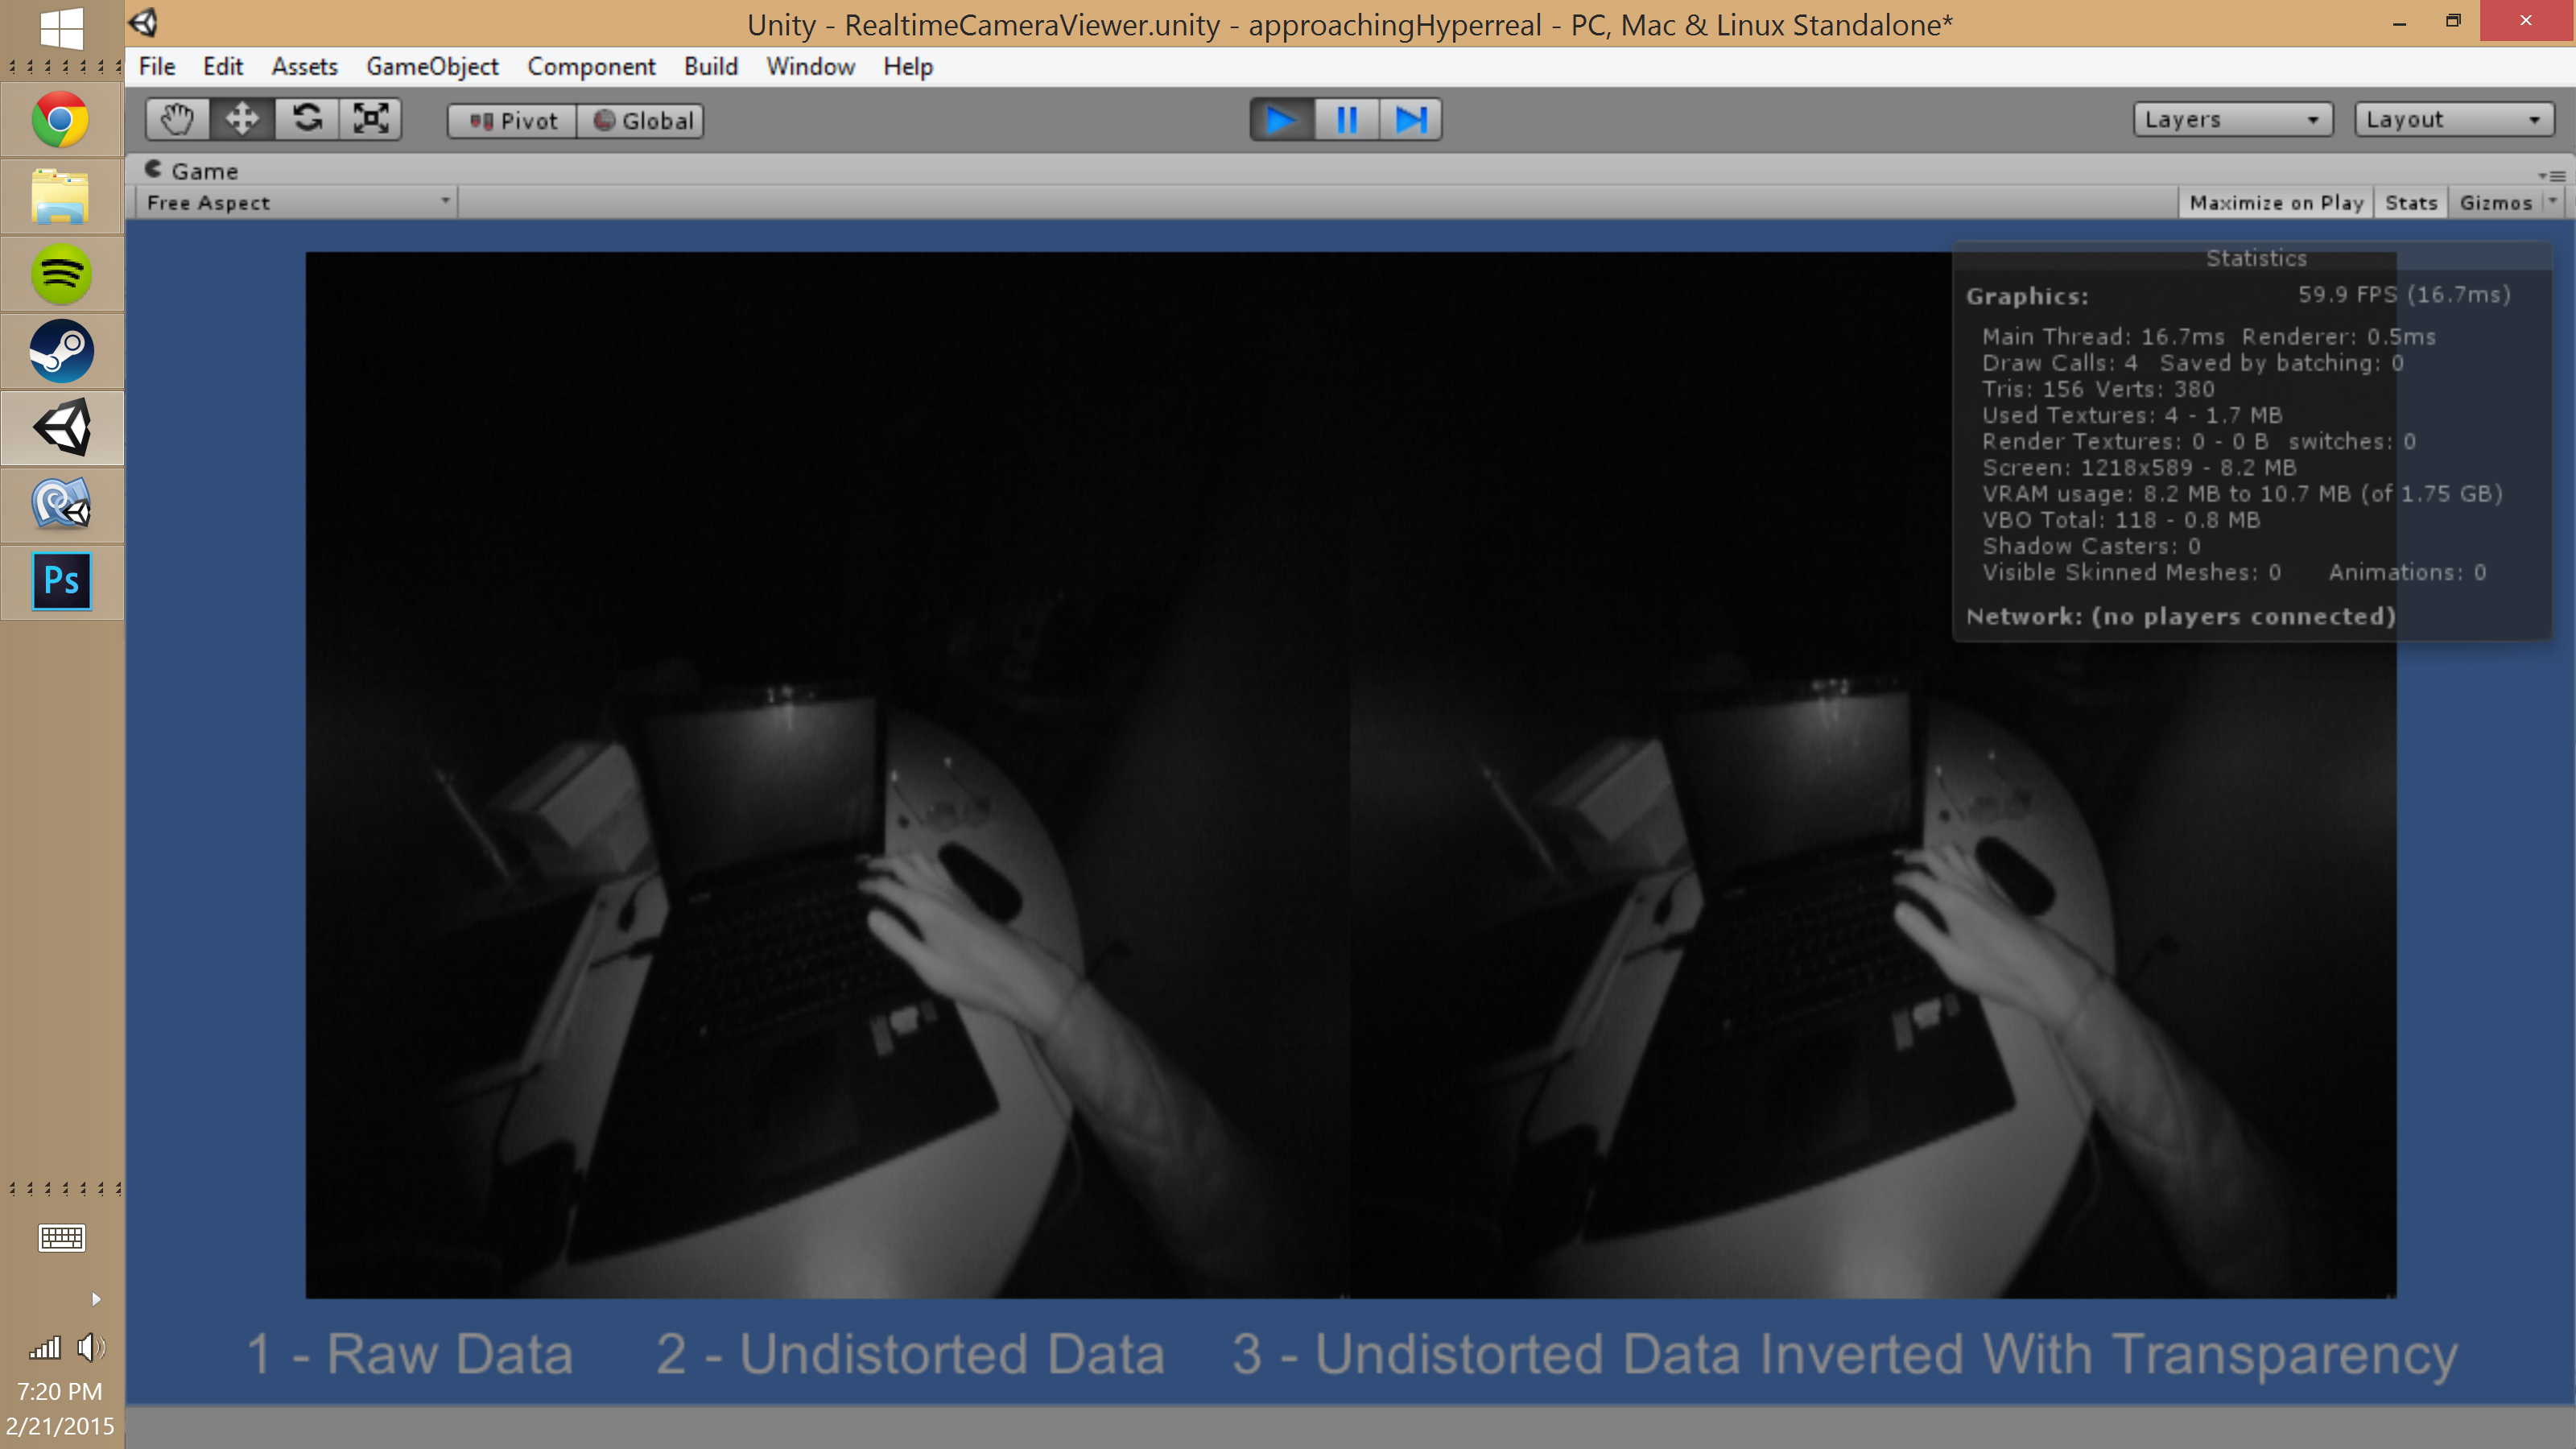 Unity - RealtimeCameraViewer.unity - approachingHyperreal - PC, Mac & Linux Standalone*
File Edit Assets GameObject Component Build Window Help
Pivot Global Layers Layout
Game
Free Aspect Maximize on Play Stats Gizmos
Statistics
Graphics: 59.9 FPS (16.7ms)
Main Thread: 16.7ms Renderer: 0.5ms
Draw Calls: 4 Saved by batching: 0
Tris: 156 Verts: 380
Used Textures: 4 - 1.7 MB
Render Textures: 0 - 0 B switches: 0
Screen: 1218x589 - 8.2 MB
VRAM usage: 8.2 MB to 10.7 MB (of 1.75 GB)
VBO Total: 118 - 0.8 MB
Shadow Casters: 0
Visible Skinned Meshes: 0 Animations: 0
Network: (no players connected)
Ps
1 - Raw Data 2 - Undistorted Data 3 - Undistorted Data Inverted With Transparency
7:20 PM
2/21/2015